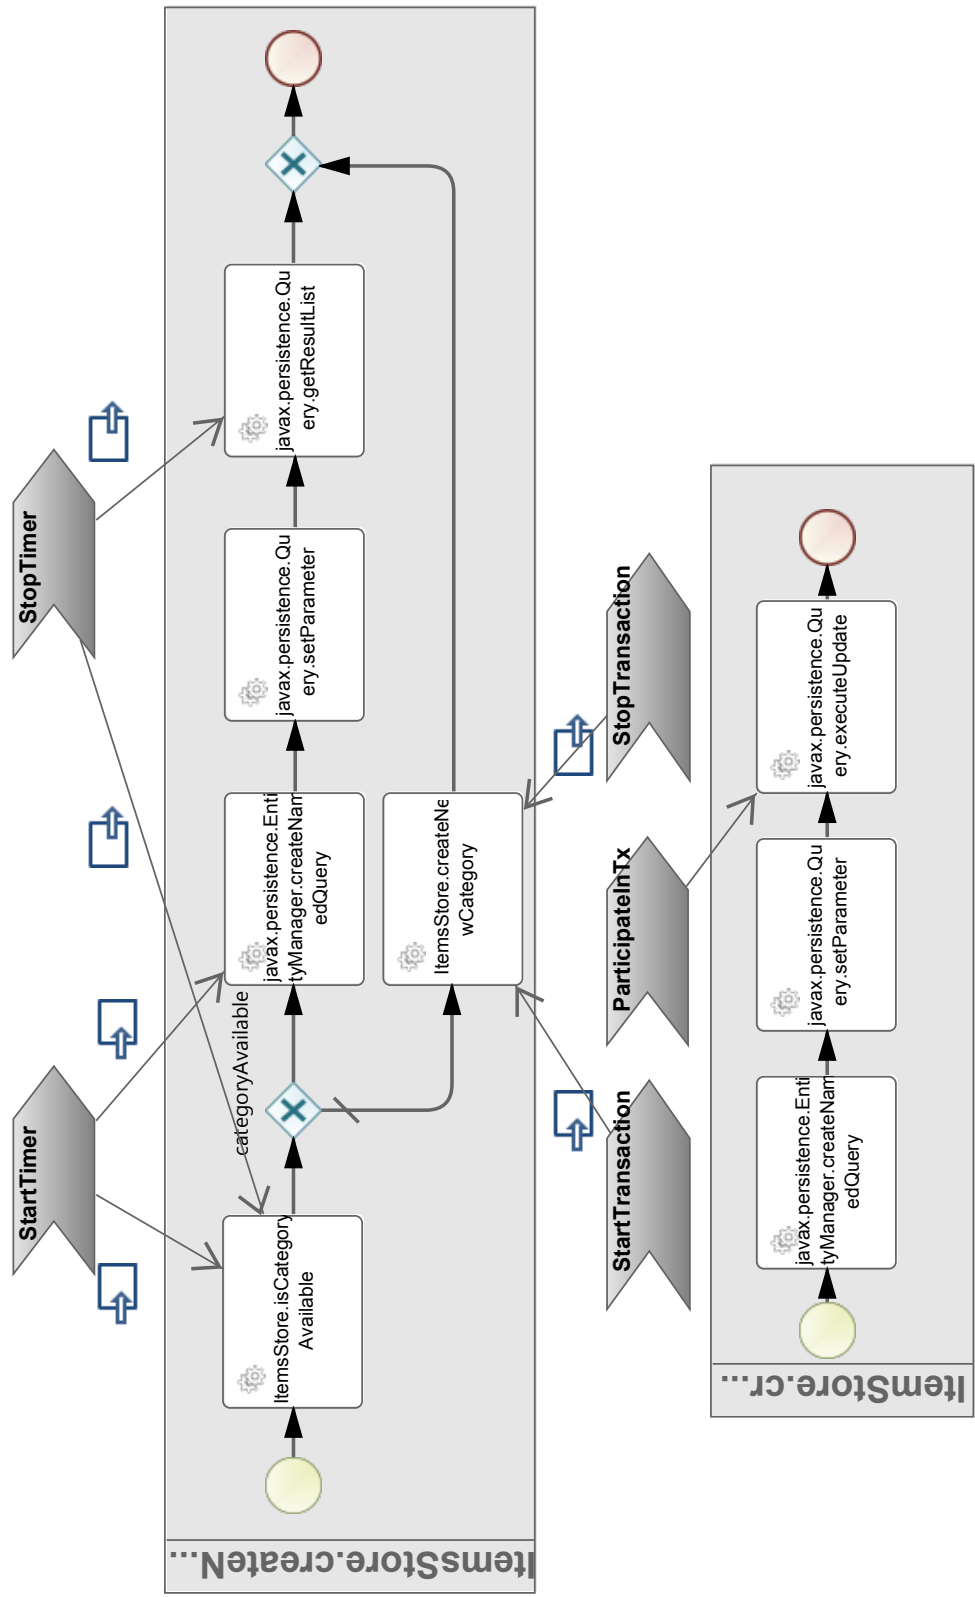 StartTimer
StopTimer
ItemsStore.createN...
ItemsStore.isCategory
Available
categoryAvailable
javax.persistence.Enti
tyManager.createNam
edQuery
javax.persistence.Qu
ery.setParameter
javax.persistence.Qu
ery.getResultList
ItemsStore.createNe
wCategory
StartTransaction
ParticipateInTx
StopTransaction
ItemStore.cr...
javax.persistence.Enti
tyManager.createNam
edQuery
javax.persistence.Qu
ery.setParameter
javax.persistence.Qu
ery.executeUpdate